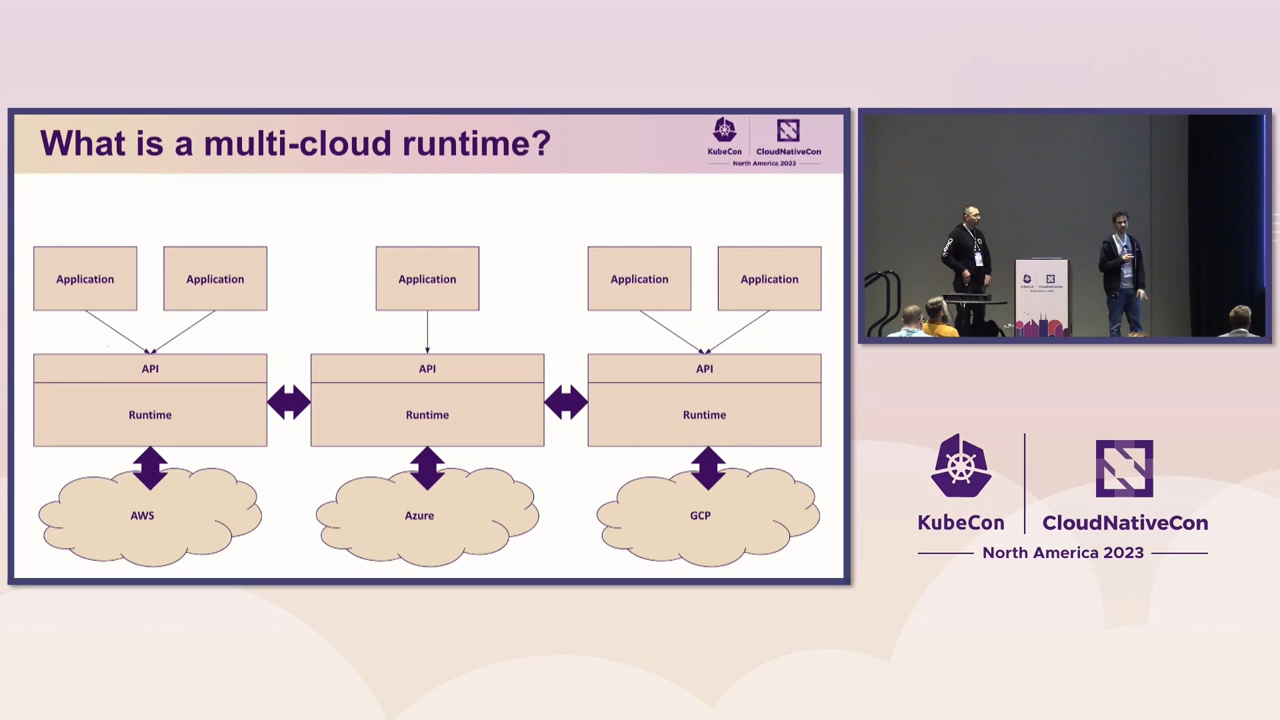 What is a multi-cloud runtime?
KubeCon
CloudNativeCon
North America 2023
Application
Application
Application
Application
Application
API
API
API
Runtime
Runtime
Runtime
AWS
Azure
GCP
KubeCon
CloudNativeCon
North America 2023